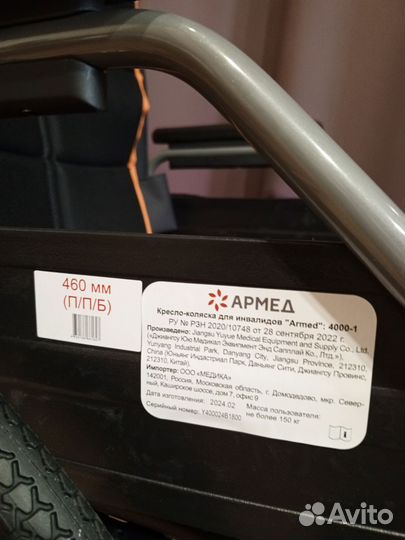 460 мм
(П/П/Б)
АРМЕД
Кресло-коляска для инвалидов "Armed": 4000-1
РУ № РЗН 2020/10748 от 28 сентября 2022 г.
Произведено: Jiangsu Yuyue Medical Equipment and Supply Co., Ltd,
(«Джиангсу Юю Медикал Эквипмент Энд Сапплай Ко., Лтд.»),
Yunyang Industrial Park, Danyang City, Jiangsu Province, 212310,
China (Юньянг Индастриал Парк, Даньянг Сити, Джиангсу Провинс,
212310, Китай).
Импортер: ООО «МЕДИКА»
142001, Россия, Московская область, г. Домодедово, мкр. Север-
ный, Каширское шоссе, дом 7, офис 9
Дата изготовления: 2024.02
Серийный номер: Y400024B1800
Масса пользователя:
не более 150 кг
Avito